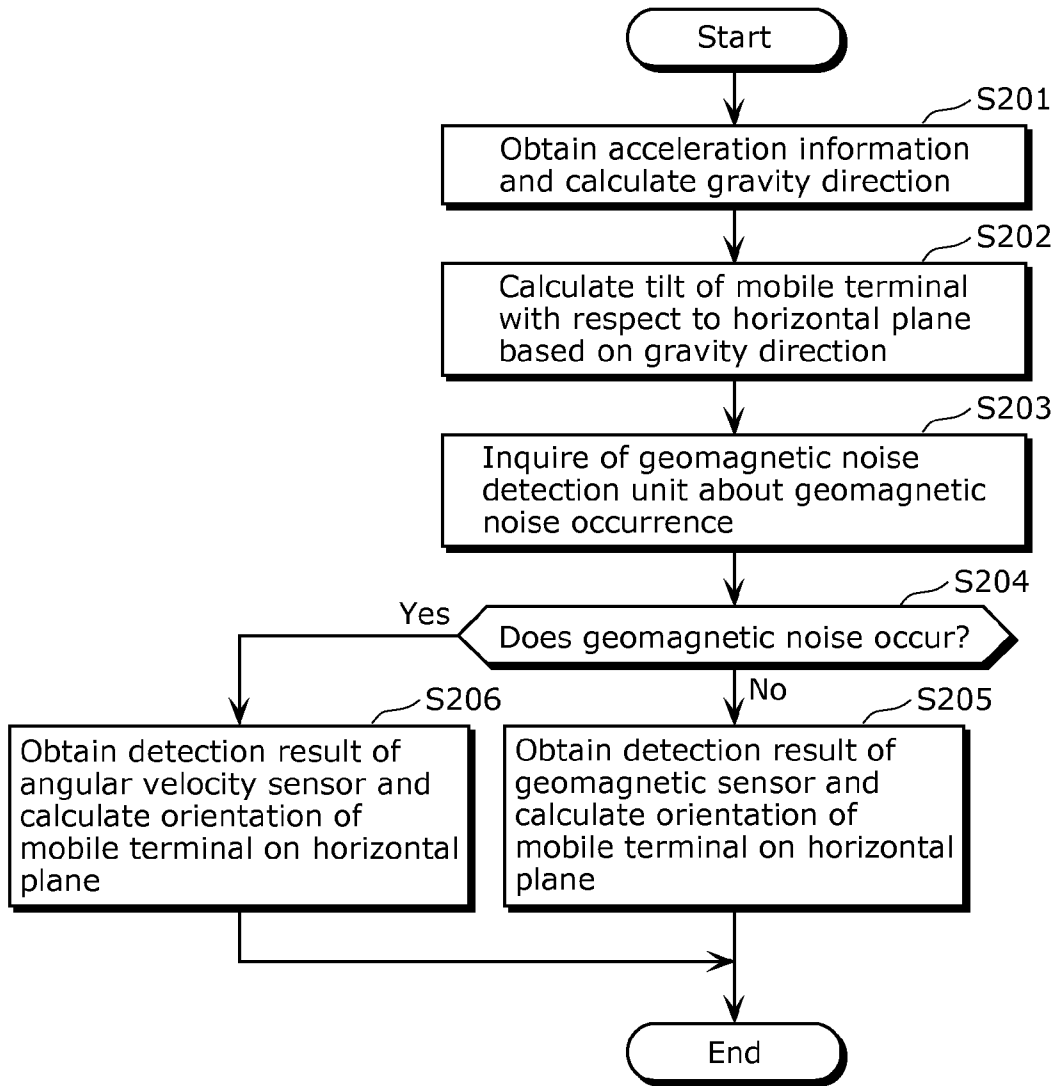 Start
S201
Obtain acceleration information
and calculate gravity direction
S202
Calculate tilt of mobile terminal
with respect to horizontal plane
based on gravity direction
S203
Inquire of geomagnetic noise
detection unit about geomagnetic
noise occurrence
S204
Yes
Does geomagnetic noise occur?
No
S206
Obtain detection result of
angular velocity sensor and
calculate orientation of
mobile terminal on horizontal
plane
S205
Obtain detection result of
geomagnetic sensor and
calculate orientation of
mobile terminal on horizontal
plane
End